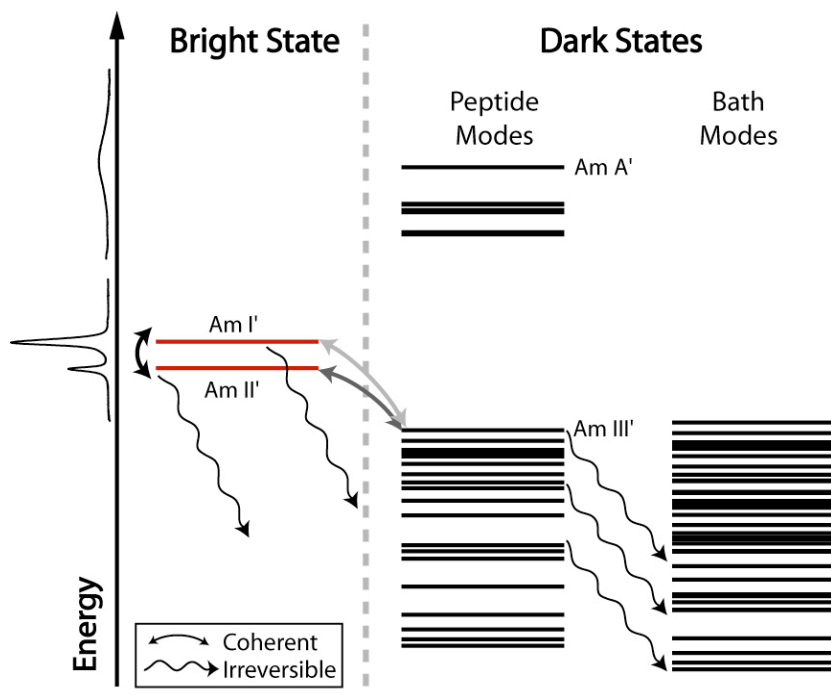 Bright State
Dark States
Peptide
Modes
Bath
Modes
Am A'
Am I'
Am II'
Am III'
Energy
Coherent
Irreversible